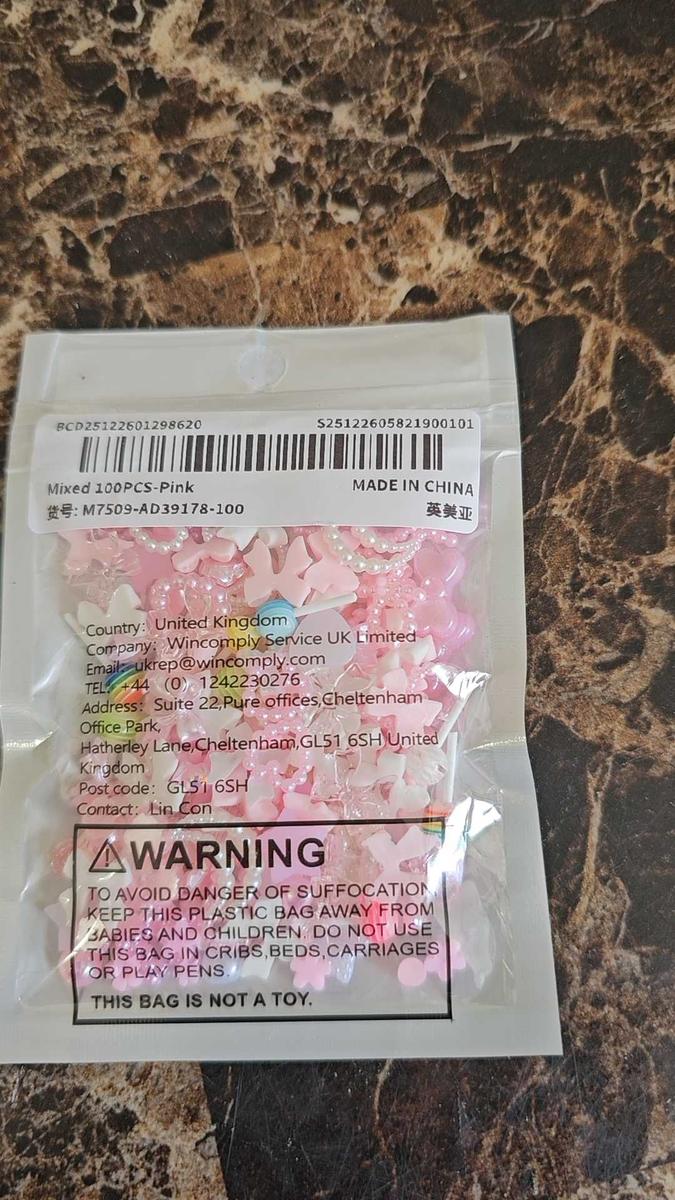 BCD25122601298620 S25122605821900101
Mixed 100PCS-Pink MADE IN CHINA
货号: M7509-AD39178-100 英美亚
Country: United Kingdom
Company: Wincomply Service UK Limited
Email: ukrep@wincomply.com
TEL: +44 (0) 1242230276
Address: Suite 22,Pure offices,Cheltenham
Office Park,
Hatherley Lane,Cheltenham,GL51 6SH United
Kingdom
Post code: GL51 6SH
Contact: Lin Con
WARNING
TO AVOID DANGER OF SUFFOCATION
KEEP THIS PLASTIC BAG AWAY FROM
BABIES AND CHILDREN. DO NOT USE
THIS BAG IN CRIBS,BEDS,CARRIAGES
OR PLAY PENS.
THIS BAG IS NOT A TOY.